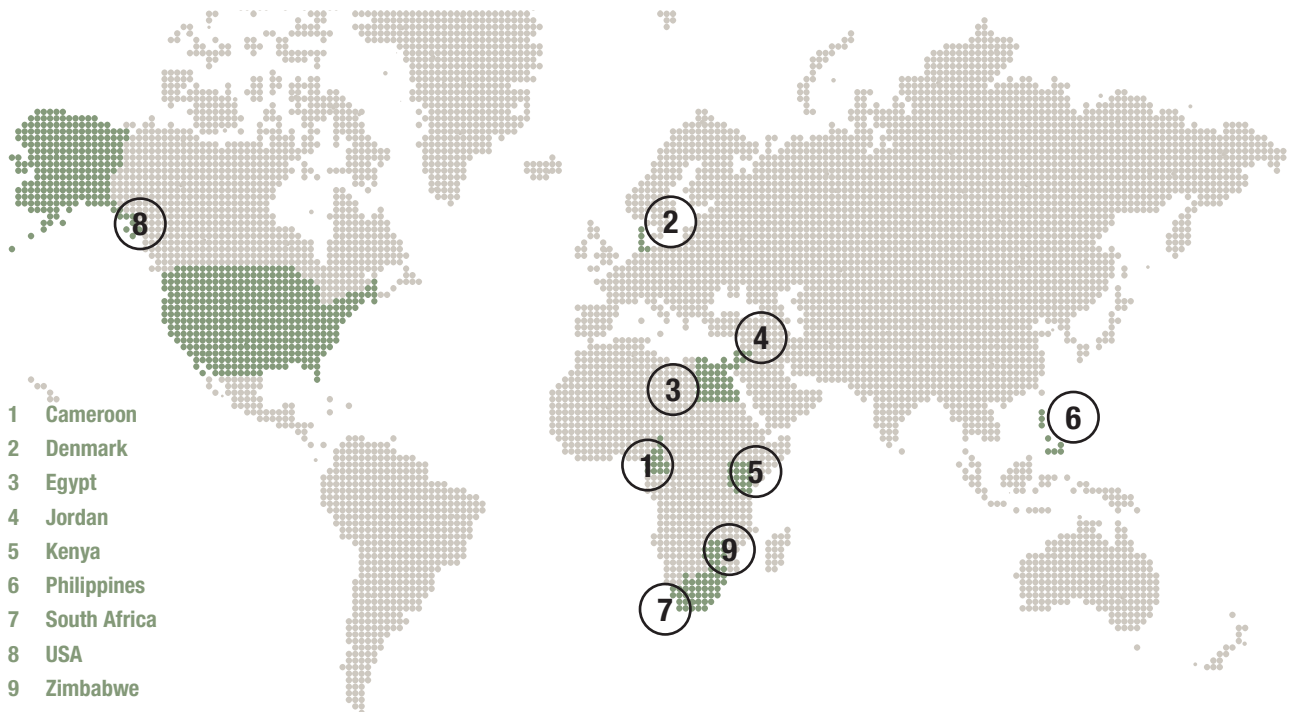 8
2
4
3
6
1
5
9
7
1 Cameroon
2 Denmark
3 Egypt
4 Jordan
5 Kenya
6 Philippines
7 South Africa
8 USA
9 Zimbabwe